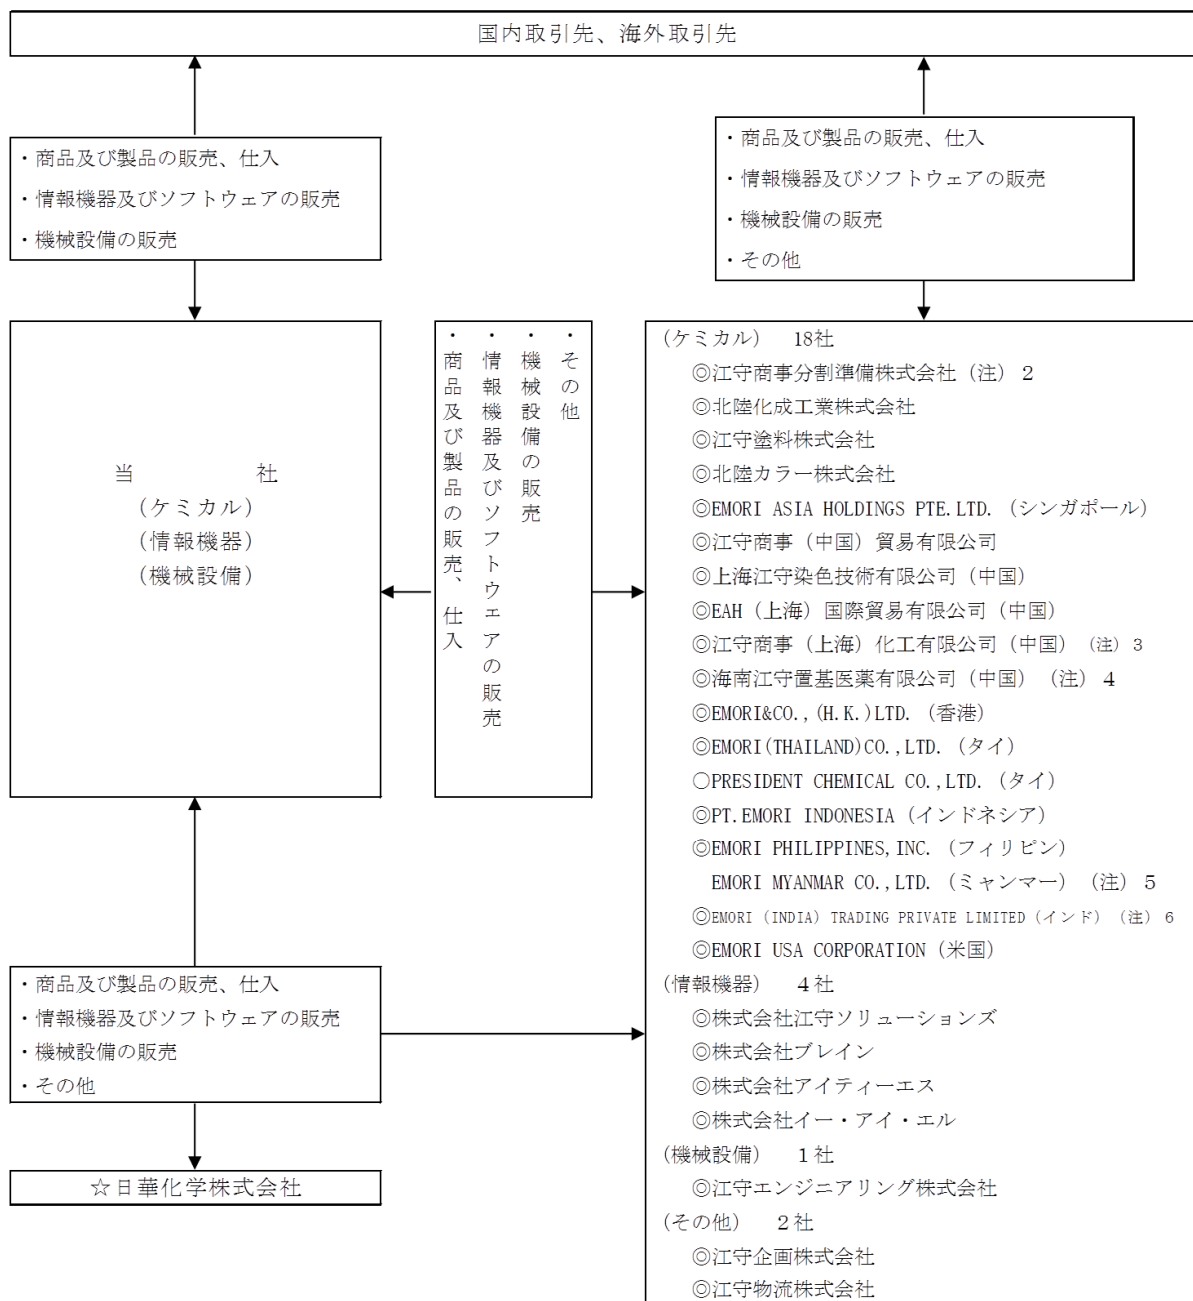 国内取引先、海外取引先
・商品及び製品の販売、仕入
・情報機器及びソフトウェアの販売
・機械設備の販売
・商品及び製品の販売、仕入
・情報機器及びソフトウェアの販売
・機械設備の販売
・その他
当　　　　社
(ケミカル)
(情報機器)
(機械設備)
・その他
・機械設備の販売
・情報機器及びソフトウェアの販売
・商品及び製品の販売、仕入
(ケミカル)　18社
◎江守商事分割準備株式会社 (注) 2
◎北陸化成工業株式会社
◎江守塗料株式会社
◎北陸カラー株式会社
◎EMORI ASIA HOLDINGS PTE.LTD. (シンガポール)
◎江守商事 (中国) 貿易有限公司
◎上海江守染色技術有限公司 (中国)
◎EAH (上海) 国際貿易有限公司 (中国)
◎江守商事 (上海) 化工有限公司 (中国) (注) 3
◎海南江守置基医薬有限公司 (中国) (注) 4
◎EMORI&CO.,(H.K.)LTD. (香港)
◎EMORI(THAILAND)CO.,LTD. (タイ)
○PRESIDENT CHEMICAL CO.,LTD. (タイ)
◎PT.EMORI INDONESIA (インドネシア)
◎EMORI PHILIPPINES,INC. (フィリピン)
EMORI MYANMAR CO.,LTD. (ミャンマー) (注) 5
◎EMORI (INDIA) TRADING PRIVATE LIMITED (インド) (注) 6
◎EMORI USA CORPORATION (米国)
(情報機器)　4社
◎株式会社江守ソリューションズ
◎株式会社ブレイン
◎株式会社アイティーエス
◎株式会社イー・アイ・エル
(機械設備)　1社
◎江守エンジニアリング株式会社
(その他)　2社
◎江守企画株式会社
◎江守物流株式会社
・商品及び製品の販売、仕入
・情報機器及びソフトウェアの販売
・機械設備の販売
・その他
☆日華化学株式会社